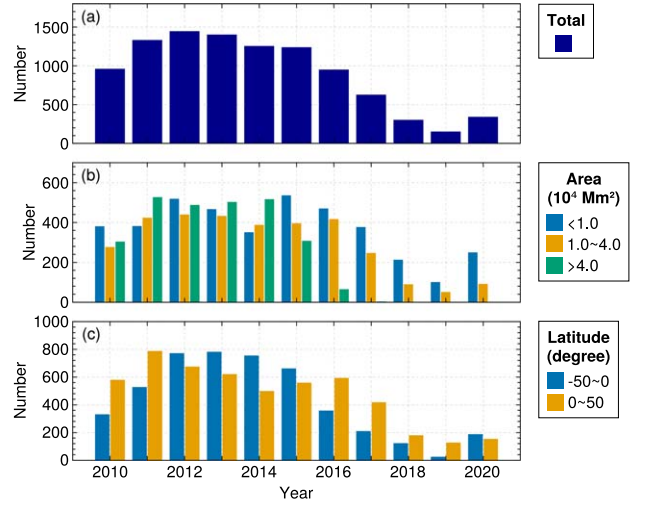 (a)
Number
1500
1000
500
0
Total
(b)
Number
600
400
200
0
Area
(10⁴ Mm²)
<1.0
1.0~4.0
>4.0
(c)
Number
1000
800
600
400
200
0
2010 2012 2014 2016 2018 2020
Year
Latitude
(degree)
-50~0
0~50